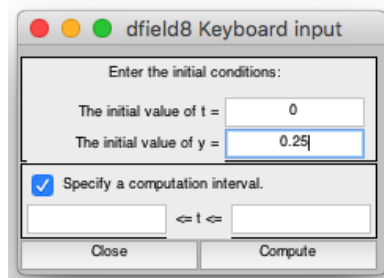 dfield8 Keyboard input
Enter the initial conditions:
The initial value of t = 0
The initial value of y = 0.25
Specify a computation interval.
<= t <=
Close Compute